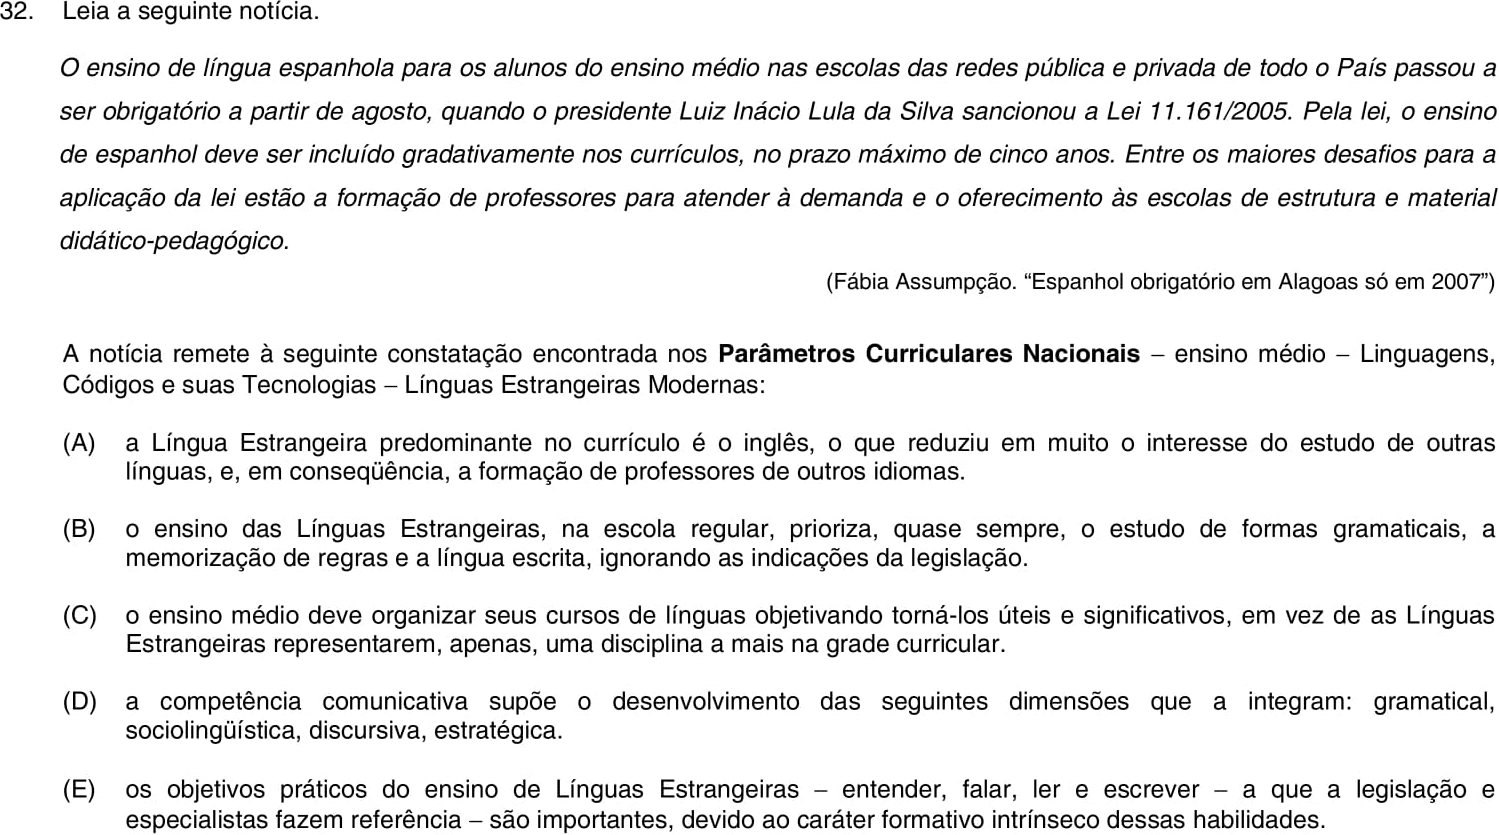 32. Leia a seguinte notícia.
O ensino de língua espanhola para os alunos do ensino médio nas escolas das redes pública e privada de todo o País passou a
ser obrigatório a partir de agosto, quando o presidente Luiz Inácio Lula da Silva sancionou a Lei 11.161/2005. Pela lei, o ensino
de espanhol deve ser incluído gradativamente nos currículos, no prazo máximo de cinco anos. Entre os maiores desafios para a
aplicação da lei estão a formação de professores para atender à demanda e o oferecimento às escolas de estrutura e material
didático-pedagógico.
(Fábia Assumpção. “Espanhol obrigatório em Alagoas só em 2007”)
A notícia remete à seguinte constatação encontrada nos Parâmetros Curriculares Nacionais – ensino médio – Linguagens,
Códigos e suas Tecnologias – Línguas Estrangeiras Modernas:
(A) a Língua Estrangeira predominante no currículo é o inglês, o que reduziu em muito o interesse do estudo de outras
línguas, e, em conseqüência, a formação de professores de outros idiomas.
(B) o ensino das Línguas Estrangeiras, na escola regular, prioriza, quase sempre, o estudo de formas gramaticais, a
memorização de regras e a língua escrita, ignorando as indicações da legislação.
(C) o ensino médio deve organizar seus cursos de línguas objetivando torná-los úteis e significativos, em vez de as Línguas
Estrangeiras representarem, apenas, uma disciplina a mais na grade curricular.
(D) a competência comunicativa supõe o desenvolvimento das seguintes dimensões que a integram: gramatical,
sociolingüística, discursiva, estratégica.
(E) os objetivos práticos do ensino de Línguas Estrangeiras – entender, falar, ler e escrever – a que a legislação e
especialistas fazem referência – são importantes, devido ao caráter formativo intrínseco dessas habilidades.